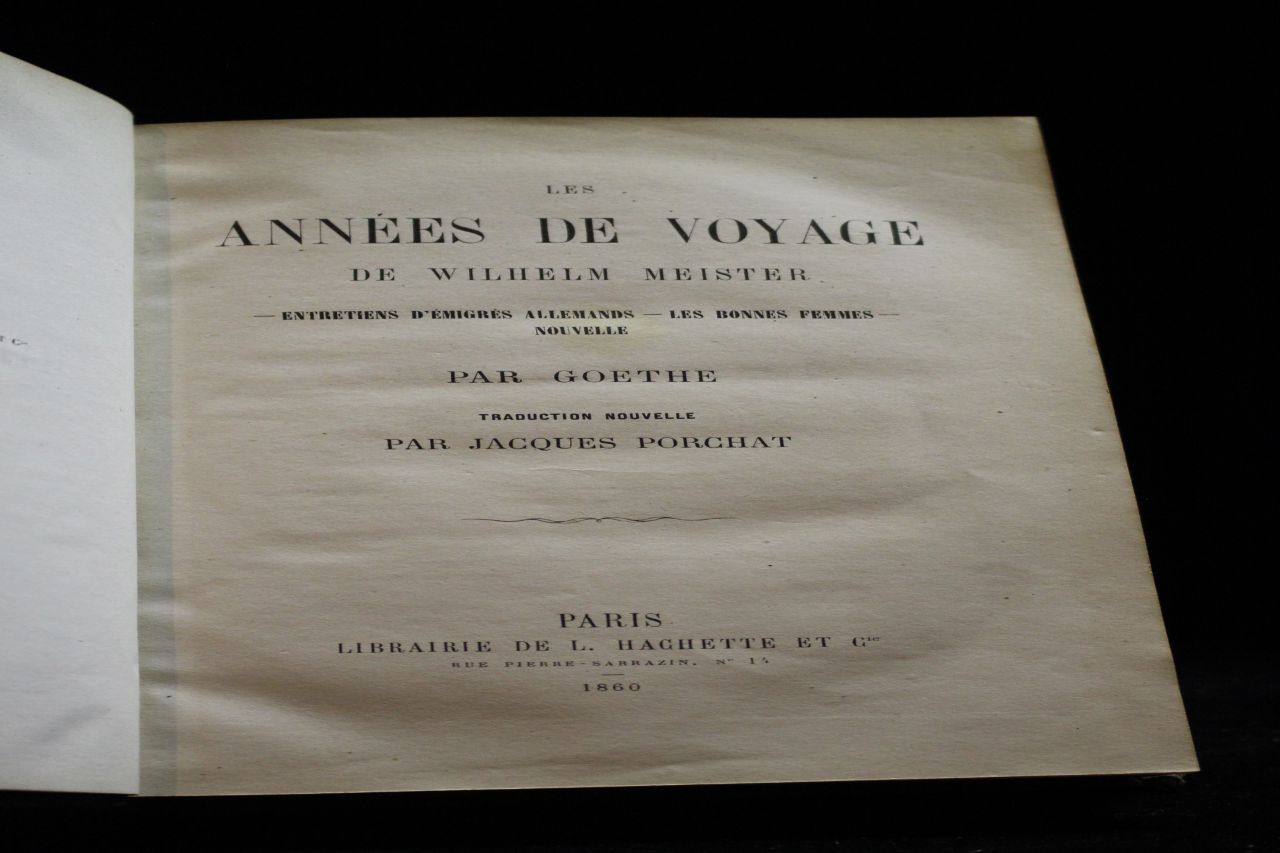 LES
ANNÉES DE VOYAGE
DE WILHELM MEISTER
— ENTRETIENS D'ÉMIGRÉS ALLEMANDS — LES BONNES FEMMES —
NOUVELLE
PAR GOETHE
TRADUCTION NOUVELLE
PAR JACQUES PORCHAT
PARIS
LIBRAIRIE DE L. HACHETTE ET Cie
RUE PIERRE-SARRAZIN, No 14
1860